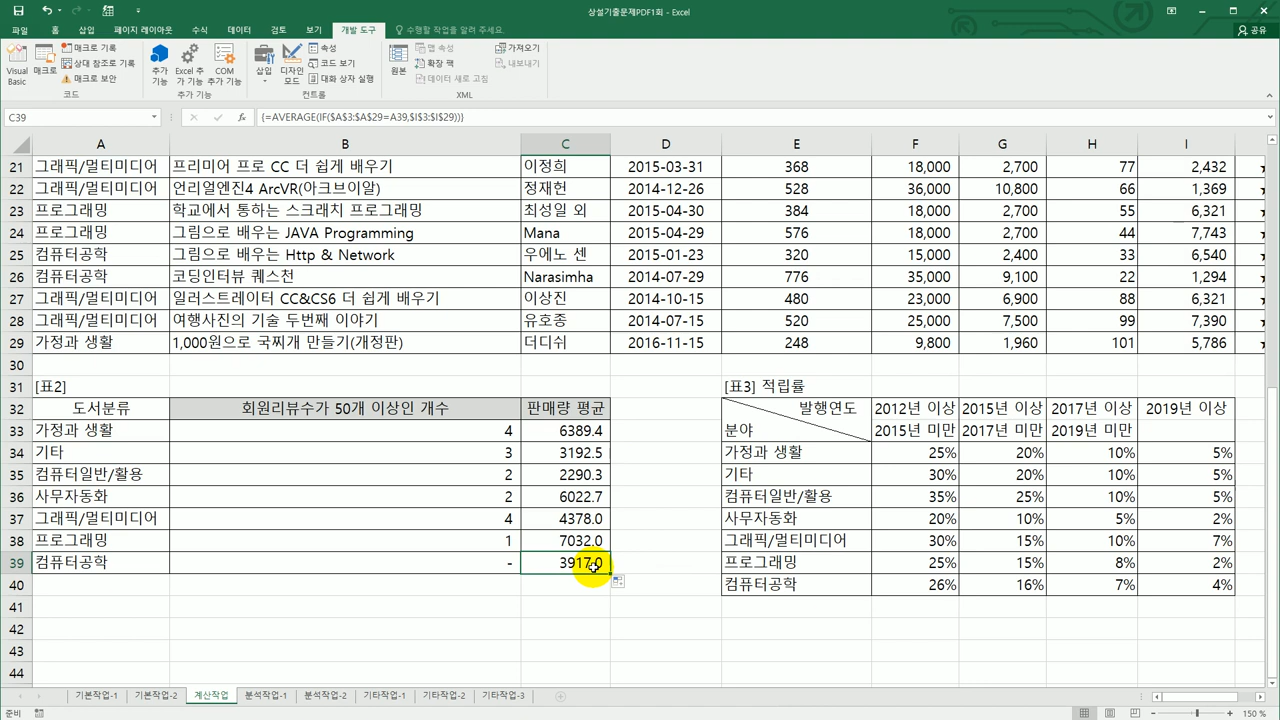 상설기출문제PDF1회 - Excel
파일 홈 삽입 페이지 레이아웃 수식 데이터 검토 보기 개발 도구 수행할 작업을 알려 주세요. 공유
Visual Basic 매크로 매크로 기록 상대 참조로 기록 매크로 보안 추가 기능 Excel 추가 기능 COM 추가 기능 삽입 디자인 모드 속성 코드 보기 대화 상자 실행 원본 맵 속성 확장 팩 데이터 새로 고침 가져오기 내보내기
코드 추가 기능 컨트롤 XML
C39 fx {=AVERAGE(IF($A$3:$A$29=A39,$I$3:$I$29))}
A B C D E F G H I
21 그래픽/멀티미디어 프리미어 프로 CC 더 쉽게 배우기 이정희 2015-03-31 368 18,000 2,700 77 2,432
22 그래픽/멀티미디어 언리얼엔진4 ArcVR(아크브이알) 정재헌 2014-12-26 528 36,000 10,800 66 1,369
23 프로그래밍 학교에서 통하는 스크래치 프로그래밍 최성일 외 2015-04-30 384 18,000 2,700 55 6,321
24 프로그래밍 그림으로 배우는 JAVA Programming Mana 2015-04-29 576 18,000 2,700 44 7,743
25 컴퓨터공학 그림으로 배우는 Http & Network 우에노 센 2015-01-23 320 15,000 2,400 33 6,540
26 컴퓨터공학 코딩인터뷰 퀘스천 Narasimha 2014-07-29 776 35,000 9,100 22 1,294
27 그래픽/멀티미디어 일러스트레이터 CC&CS6 더 쉽게 배우기 이상진 2014-10-15 480 23,000 6,900 88 6,321
28 그래픽/멀티미디어 여행사진의 기술 두번째 이야기 유호종 2014-07-15 520 25,000 7,500 99 7,390
29 가정과 생활 1,000원으로 국찌개 만들기(개정판) 더디쉬 2016-11-15 248 9,800 1,960 101 5,786
30
31 [표2] [표3] 적립률
32 도서분류 회원리뷰수가 50개 이상인 개수 판매량 평균 발행연도 2012년 이상 2015년 이상 2017년 이상 2019년 이상
33 가정과 생활 4 6389.4 분야 2015년 미만 2017년 미만 2019년 미만
34 기타 3 3192.5 가정과 생활 25% 20% 10% 5%
35 컴퓨터일반/활용 2 2290.3 기타 30% 20% 10% 5%
36 사무자동화 2 6022.7 컴퓨터일반/활용 35% 25% 10% 5%
37 그래픽/멀티미디어 4 4378.0 사무자동화 20% 10% 5% 2%
38 프로그래밍 1 7032.0 그래픽/멀티미디어 30% 15% 10% 7%
39 컴퓨터공학 - 3917.0 프로그래밍 25% 15% 8% 2%
40 컴퓨터공학 26% 16% 7% 4%
41
42
43
44
기본작업-1 기본작업-2 계산작업 분석작업-1 분석작업-2 기타작업-1 기타작업-2 기타작업-3
준비 150 %